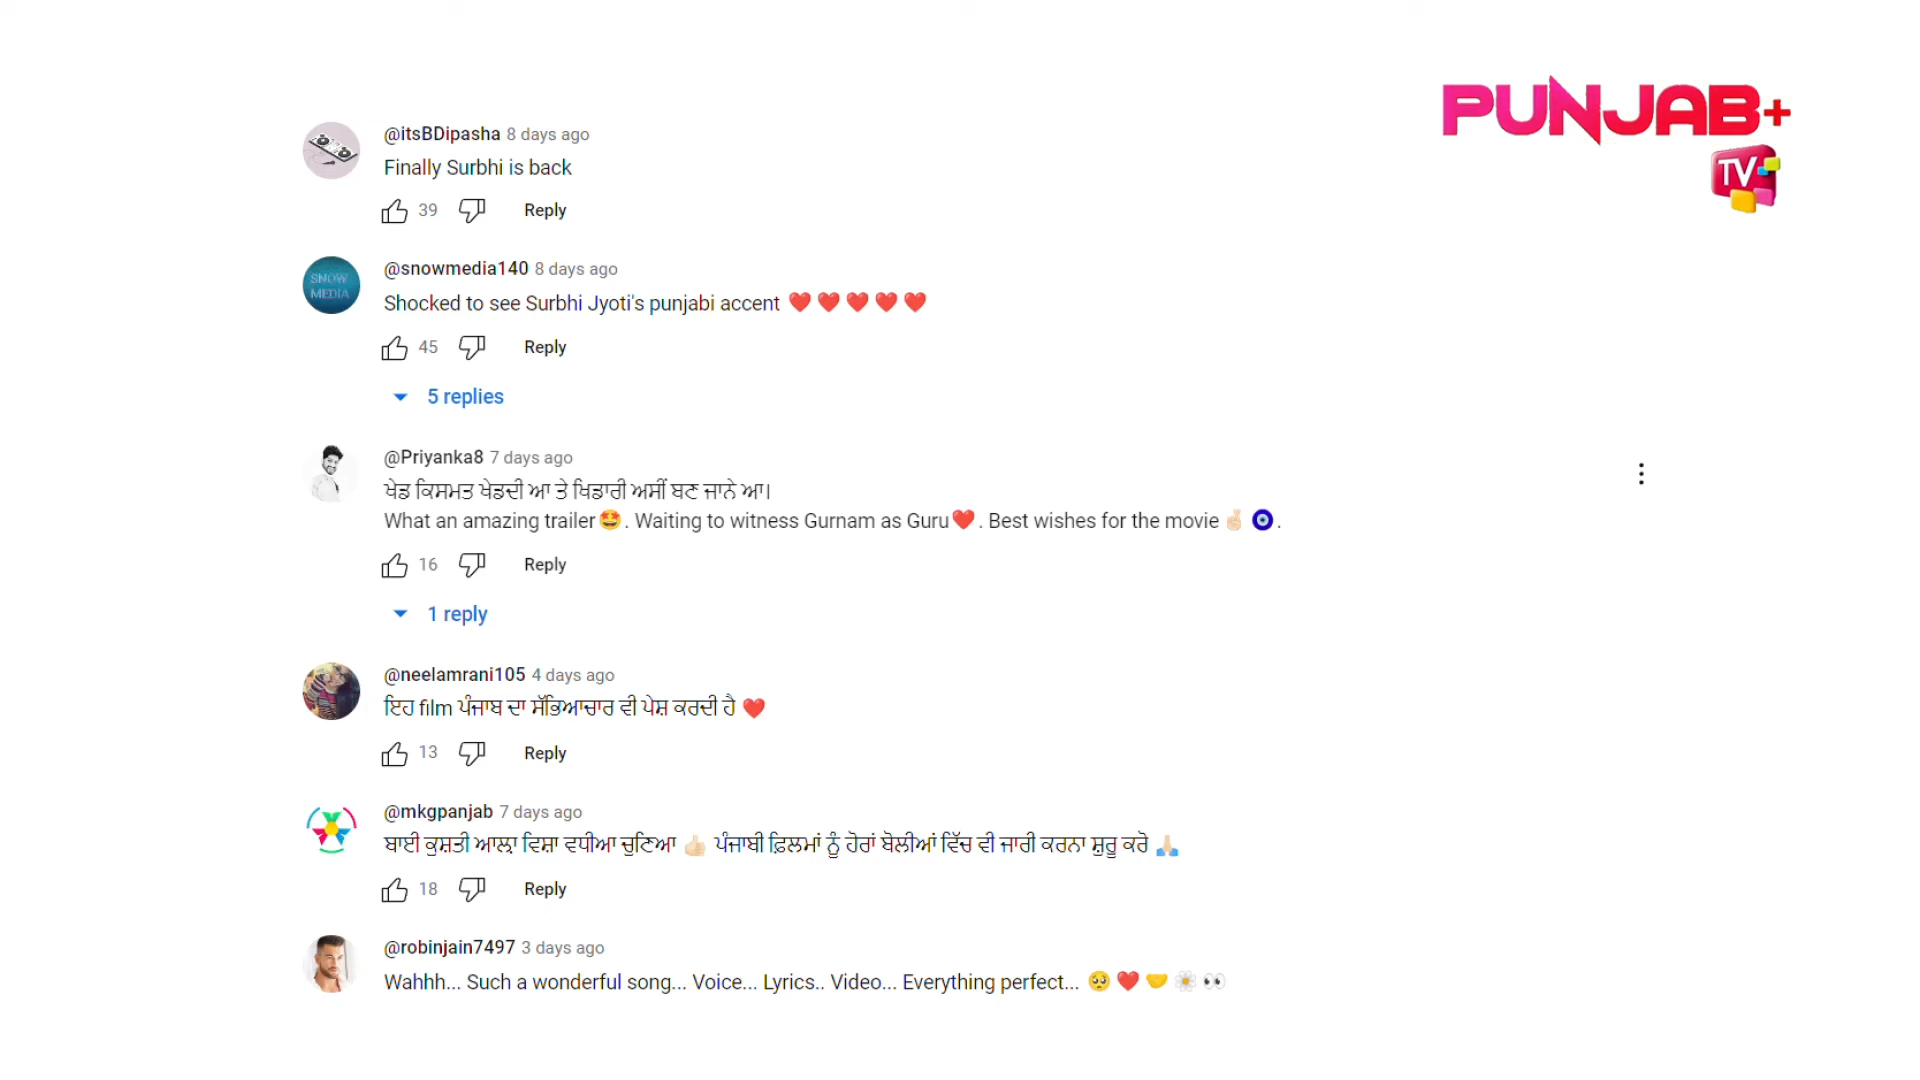 PUNJAB+
TV
@itsBDipasha 8 days ago
Finally Surbhi is back
39 Reply
SNOW
MEDIA
@snowmedia140 8 days ago
Shocked to see Surbhi Jyoti's punjabi accent ❤️❤️❤️❤️❤️
45 Reply
5 replies
@Priyanka8 7 days ago
ਖੇਡ ਕਿਸਮਤ ਖੇਡਦੀ ਆ ਤੇ ਖਿਡਾਰੀ ਅਸੀਂ ਬਣ ਜਾਨੇ ਆ।
What an amazing trailer🤩. Waiting to witness Gurnam as Guru❤️. Best wishes for the movie🤞🏻🧿.
16 Reply
1 reply
@neelamrani105 4 days ago
ਇਹ film ਪੰਜਾਬ ਦਾ ਸੱਭਿਆਚਾਰ ਵੀ ਪੇਸ਼ ਕਰਦੀ ਹੈ ❤️
13 Reply
@mkgpanjab 7 days ago
ਬਾਈ ਕੁਸ਼ਤੀ ਆਲ਼ਾ ਵਿਸ਼ਾ ਵਧੀਆ ਚੁਣਿਆ 👍🏻 ਪੰਜਾਬੀ ਫ਼ਿਲਮਾਂ ਨੂੰ ਹੋਰਾਂ ਬੋਲੀਆਂ ਵਿੱਚ ਵੀ ਜਾਰੀ ਕਰਨਾ ਸ਼ੁਰੂ ਕਰੋ 🙏🏻
18 Reply
@robinjain7497 3 days ago
Wahhh... Such a wonderful song... Voice... Lyrics.. Video... Everything perfect... 🥺❤️🤝🌼👀